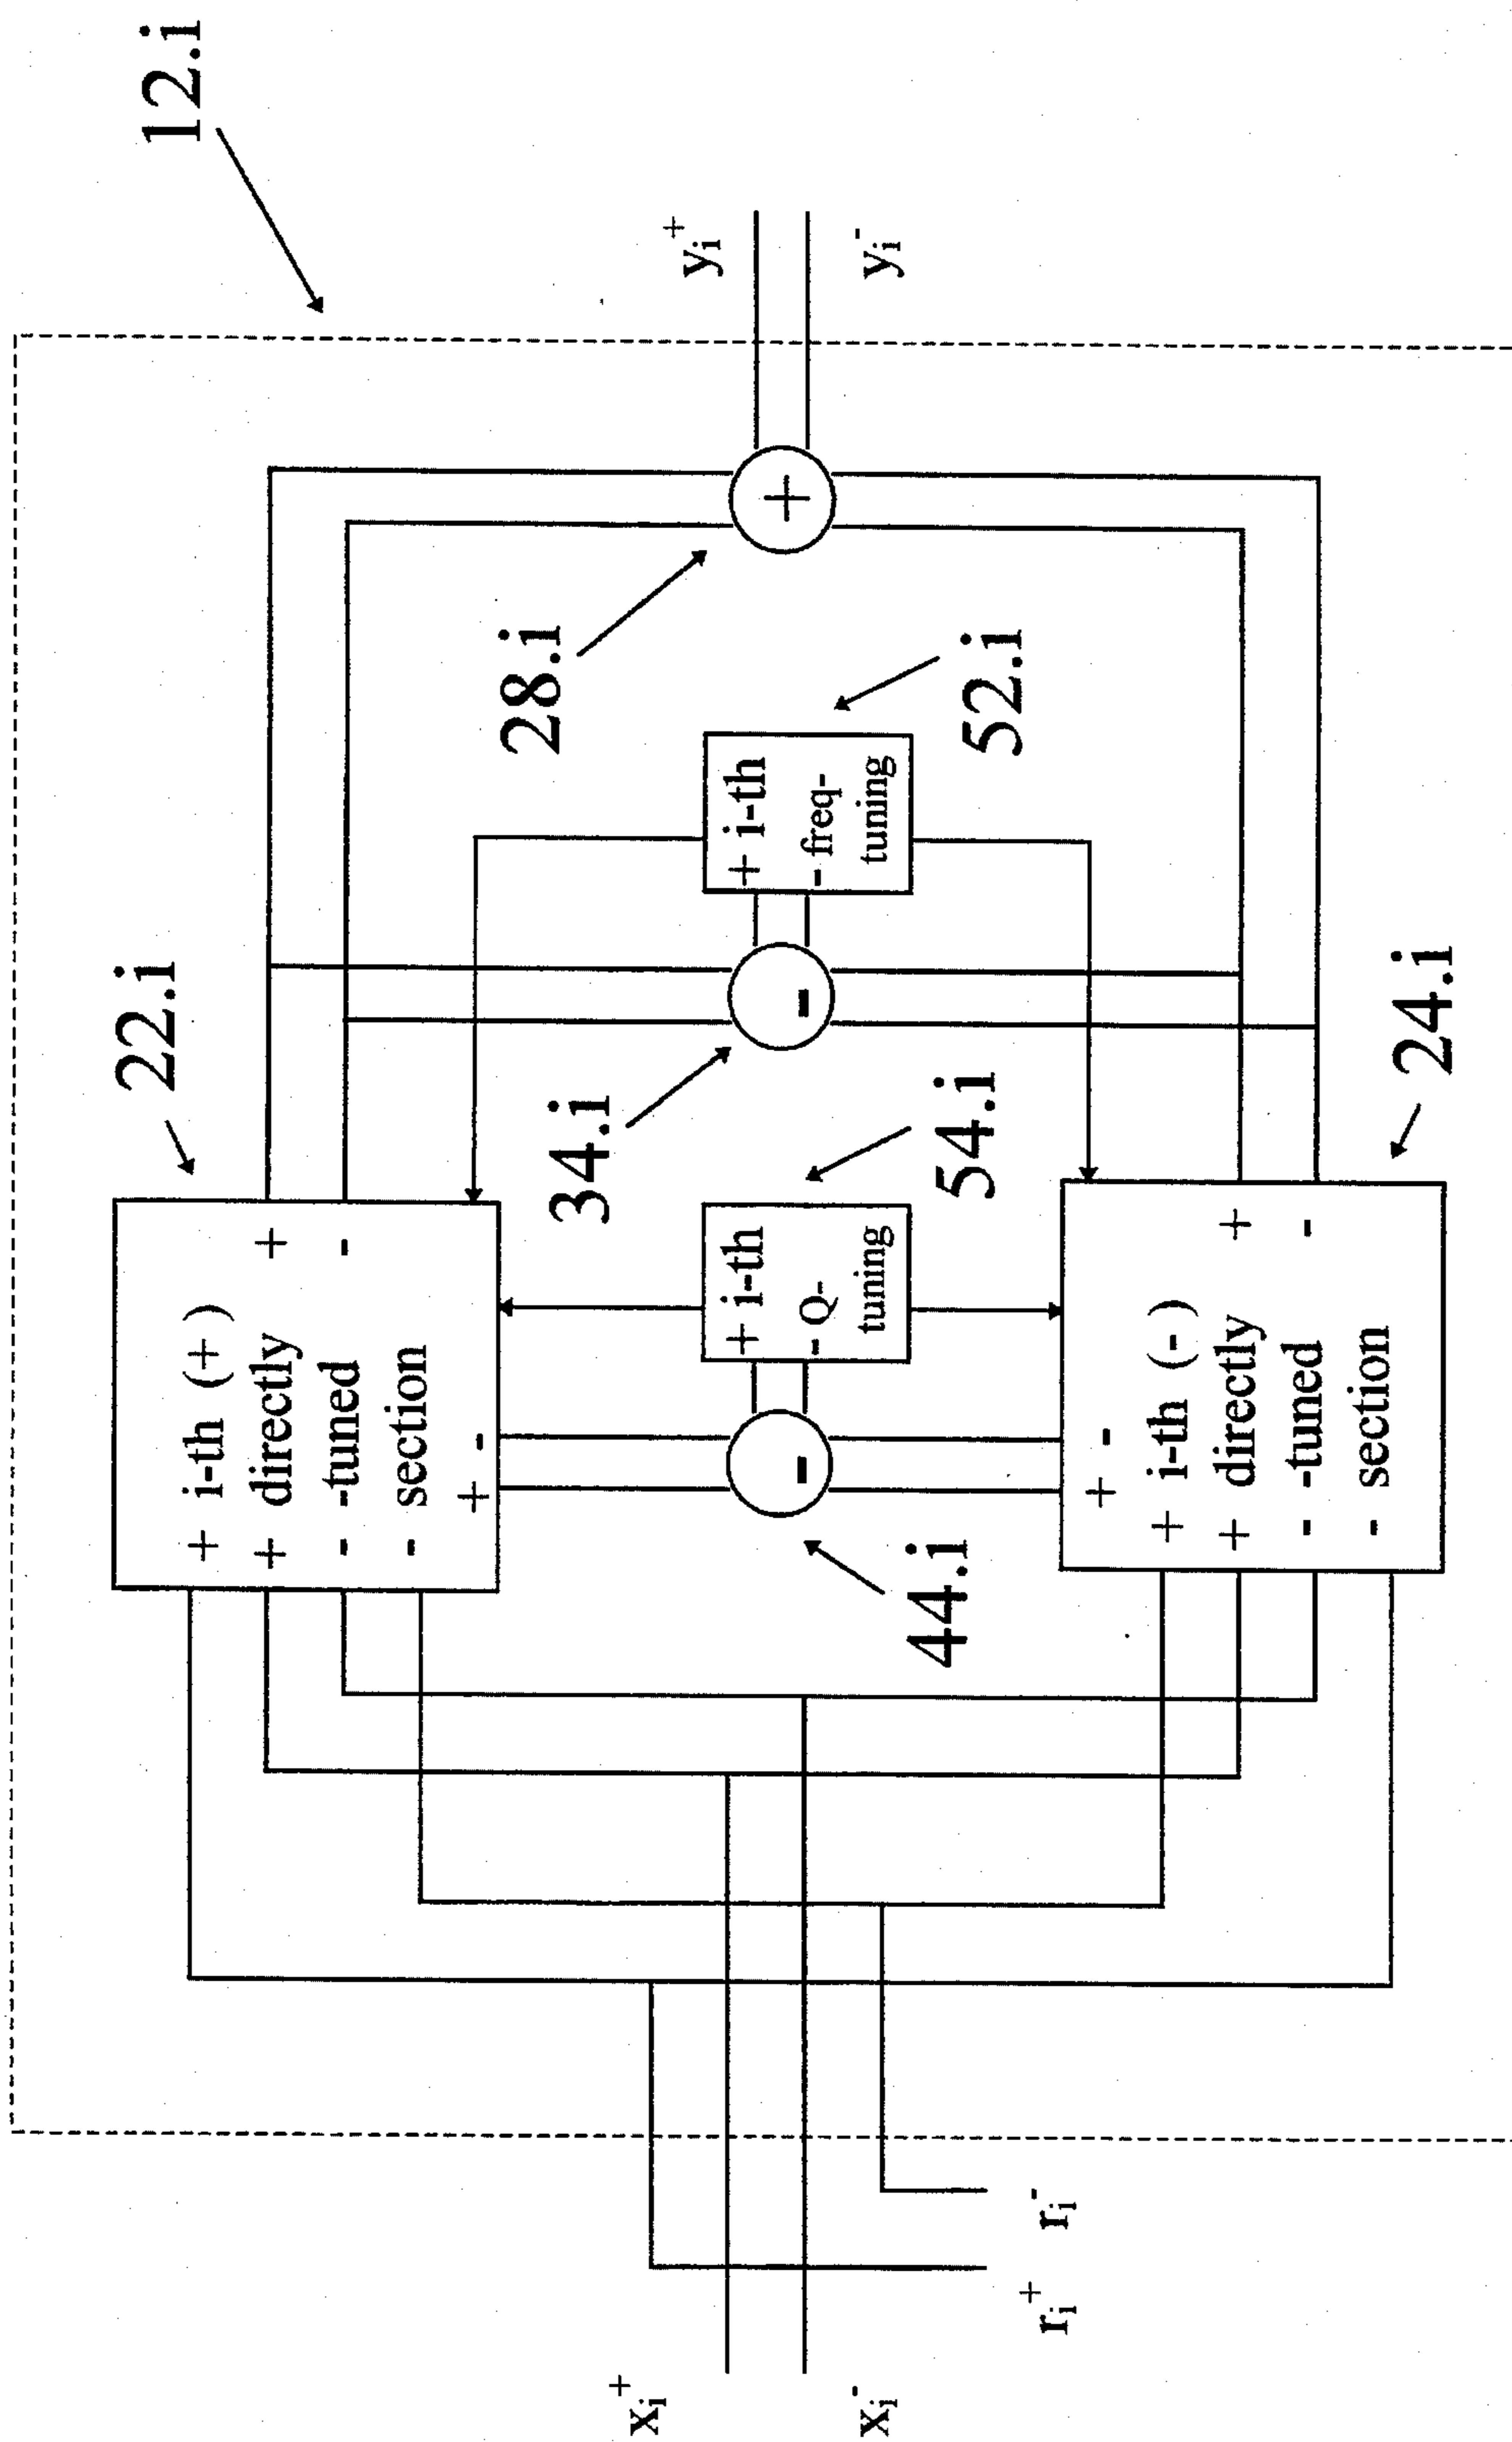 12.i
22.i
+ i-th (+)
+ directly +
- -tuned -
- section
+ -
28.i
y_i^+
y_i^-
34.i
+ i-th
- freq-
tuning
52.i
+ i-th
- Q-
tuning
54.i
-
-
+
44.i
x_i^+
x_i^-
r_i^+
r_i^-
+ -
+ i-th (-)
+ directly +
- -tuned -
- section
24.i